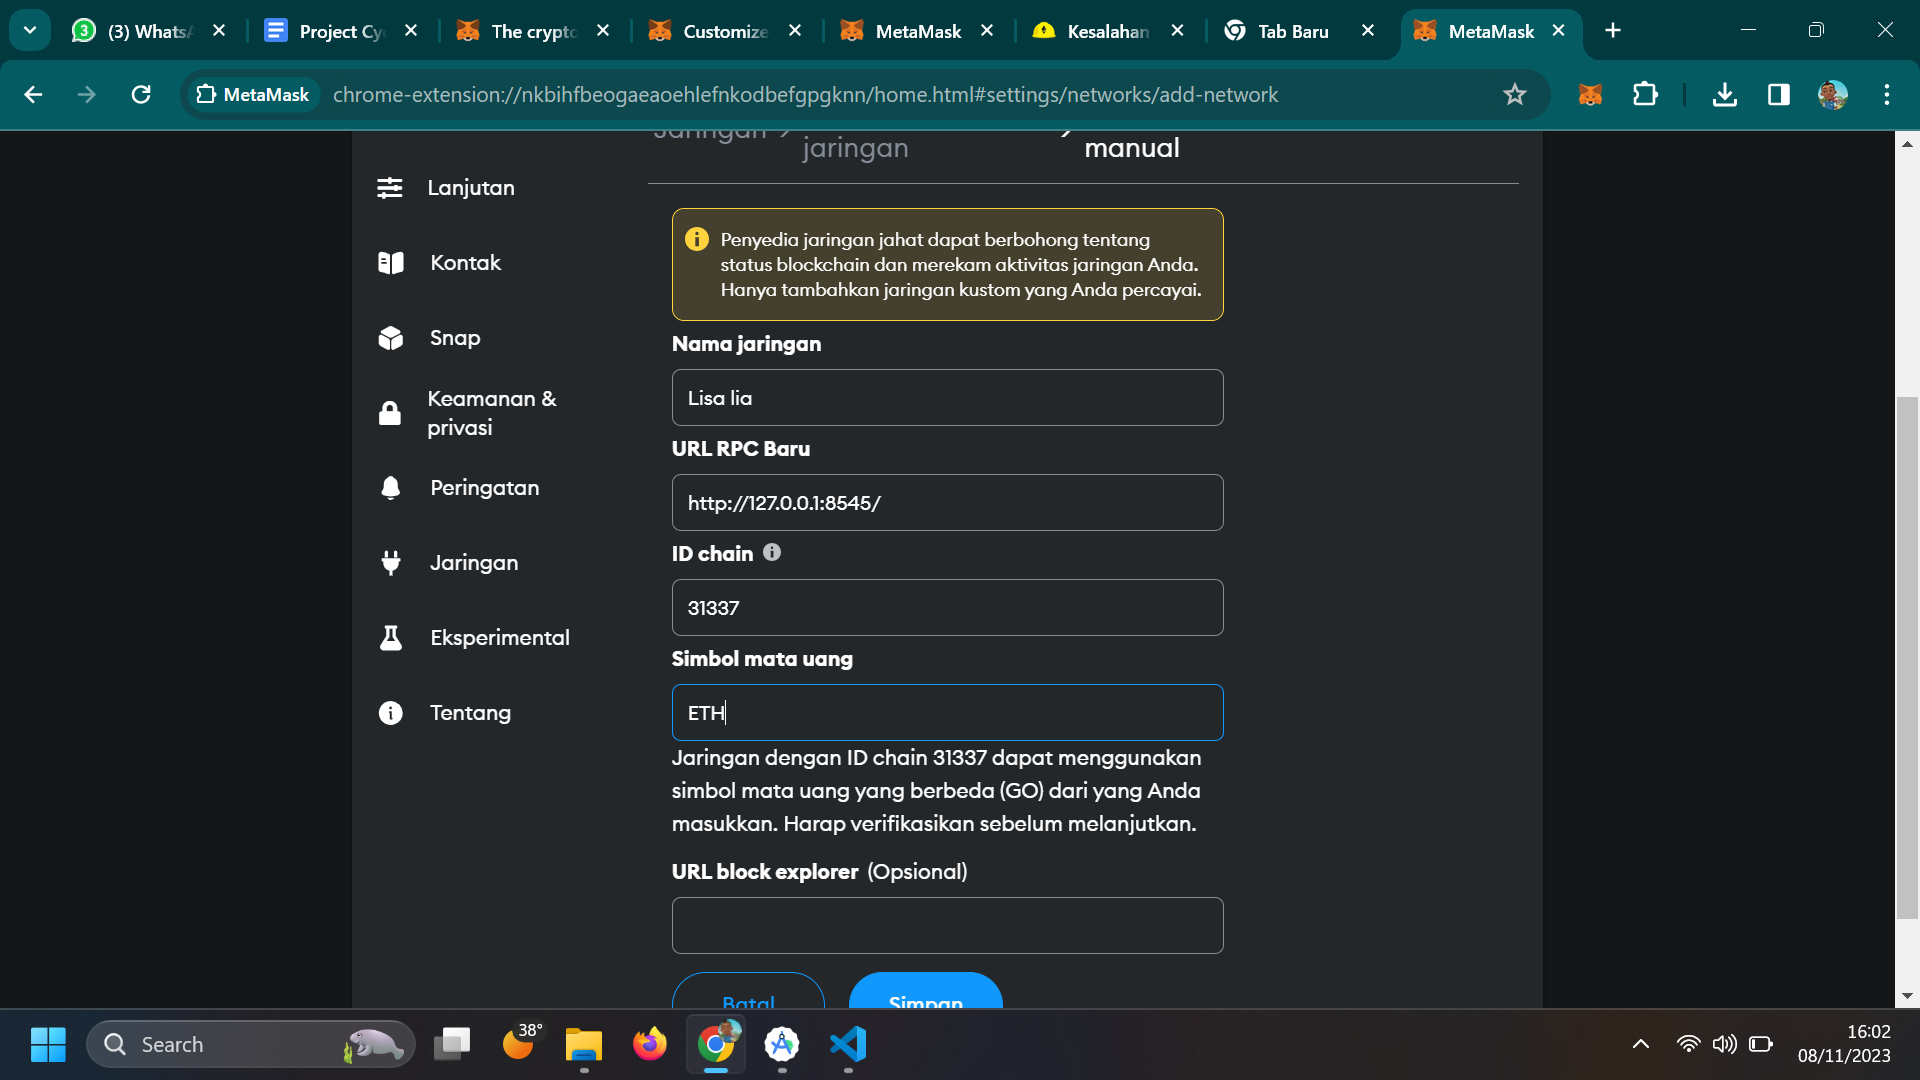 3
(3) Whats
Project Cy
The crypto
Customize
MetaMask
Kesalahan
Tab Baru
MetaMask
MetaMask
chrome-extension://nkbihfbeogaeaoehlefnkodbefgpgknn/home.html#settings/networks/add-network
Jaringan
jaringan
manual
Lanjutan
Kontak
Snap
Keamanan &
privasi
Peringatan
Jaringan
Eksperimental
Tentang
Penyedia jaringan jahat dapat berbohong tentang
status blockchain dan merekam aktivitas jaringan Anda.
Hanya tambahkan jaringan kustom yang Anda percayai.
Nama jaringan
Lisa lia
URL RPC Baru
http://127.0.0.1:8545/
ID chain
31337
Simbol mata uang
ETH
Jaringan dengan ID chain 31337 dapat menggunakan
simbol mata uang yang berbeda (GO) dari yang Anda
masukkan. Harap verifikasikan sebelum melanjutkan.
URL block explorer (Opsional)
Batal
Simpan
Search
38°
16:02
08/11/2023